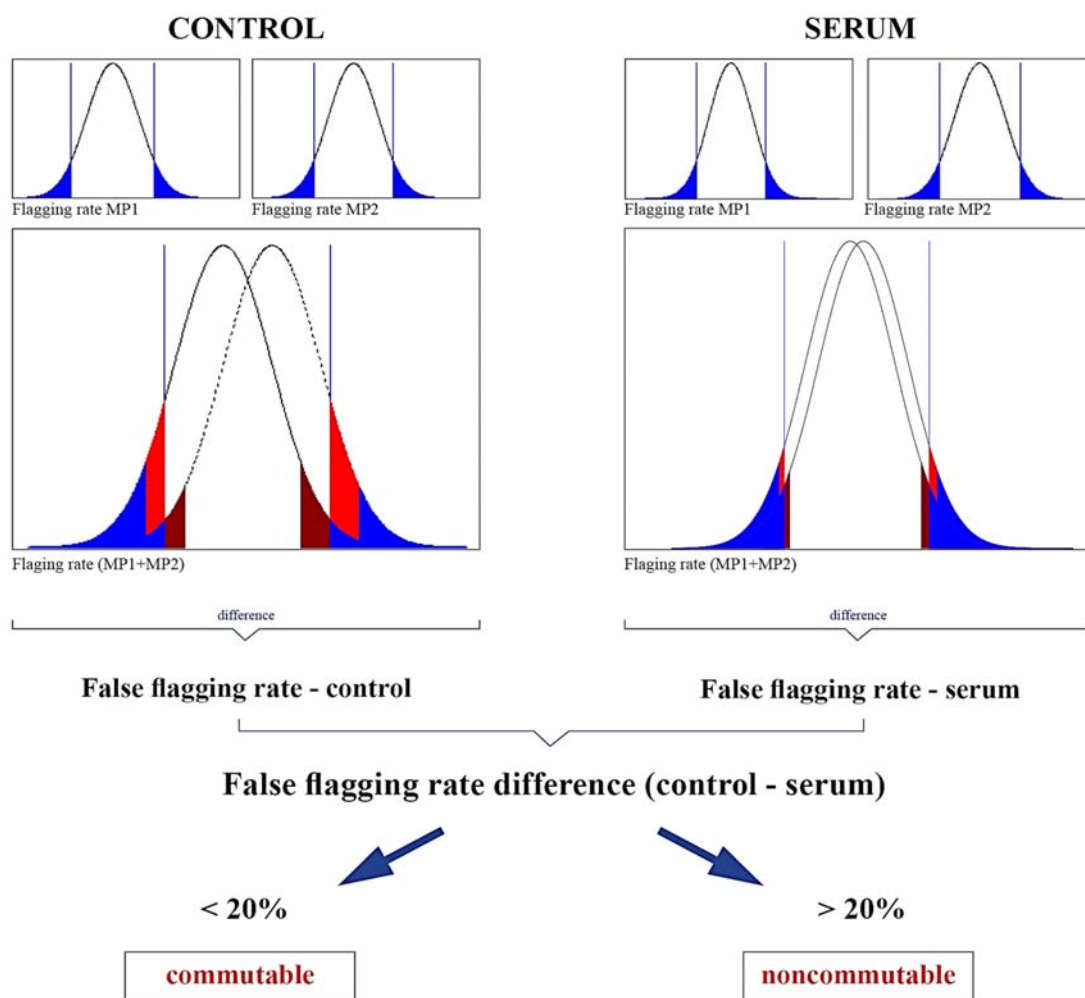 CONTROL
SERUM
Flagging rate MP1
Flagging rate MP2
Flagging rate MP1
Flagging rate MP2
Flaging rate (MP1+MP2)
Flagging rate (MP1+MP2)
difference
difference
False flagging rate - control
False flagging rate - serum
False flagging rate difference (control - serum)
< 20%
> 20%
commutable
noncommutable